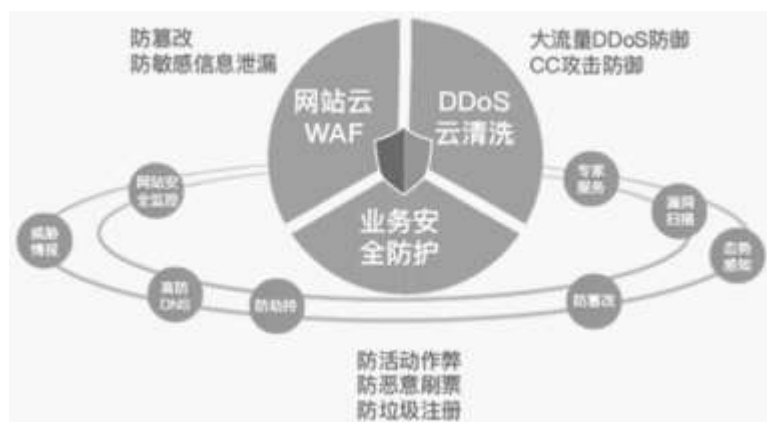 防篡改
防敏感信息泄漏
大流量DDoS防御
CC攻击防御
网站云
WAF
DDoS
云清洗
业务安
全防护
网站安
全监控
专家
服务
威胁
情报
漏洞
扫描
态势
感知
高防
DNS
防劫持
防篡改
防活动作弊
防恶意刷票
防垃圾注册